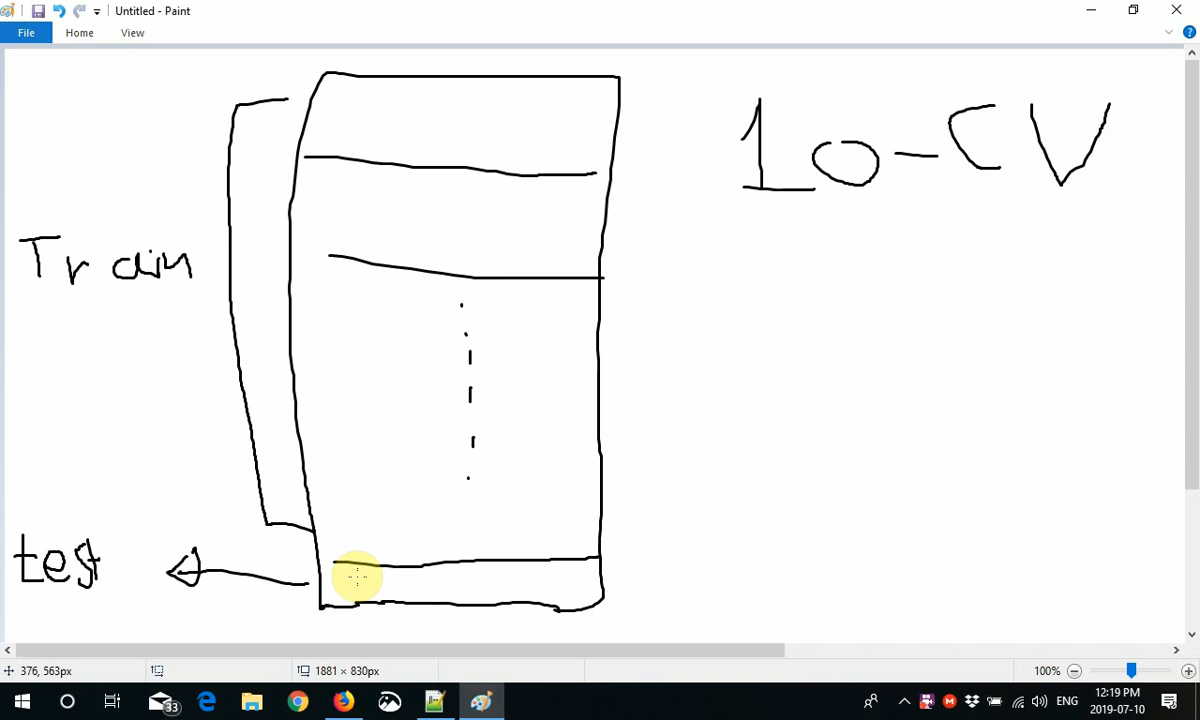 Untitled - Paint
File Home View
10-CV
Train
test
376, 563px
1881 × 830px
100%
33
ENG
12:19 PM
2019-07-10